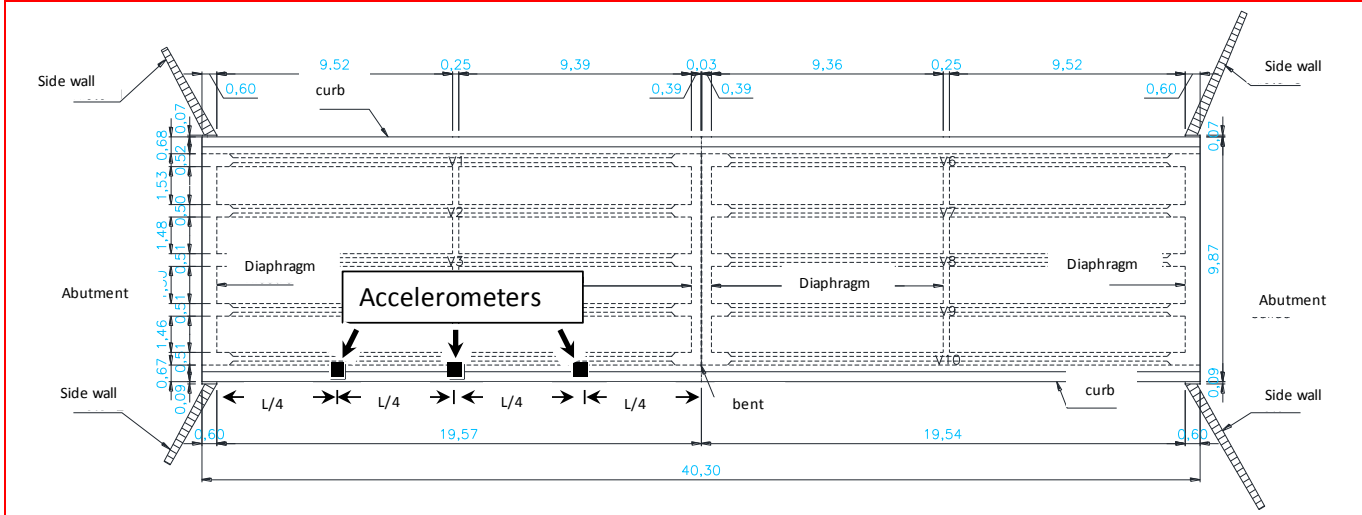 9,52 0,25 9,39 0,03 9,36 0,25 9,52
Side wall
Side wall
0,60 0,39 0,39 0,60
curb
0,07
0,07
0,68
0,52
V1 V6
1,53
0,50
V2 V7
1,48
0,51
V3 V8
Diaphragm
Diaphragm
Diaphragm
9,87
Abutment
Abutment
Accelerometers
0,51
V9
1,46
0,51
V10
0,67
0,09
0,09
Side wall
Side wall
L/4 L/4 L/4 L/4
bent
curb
0,60 19,57 19,54 0,60
40,30